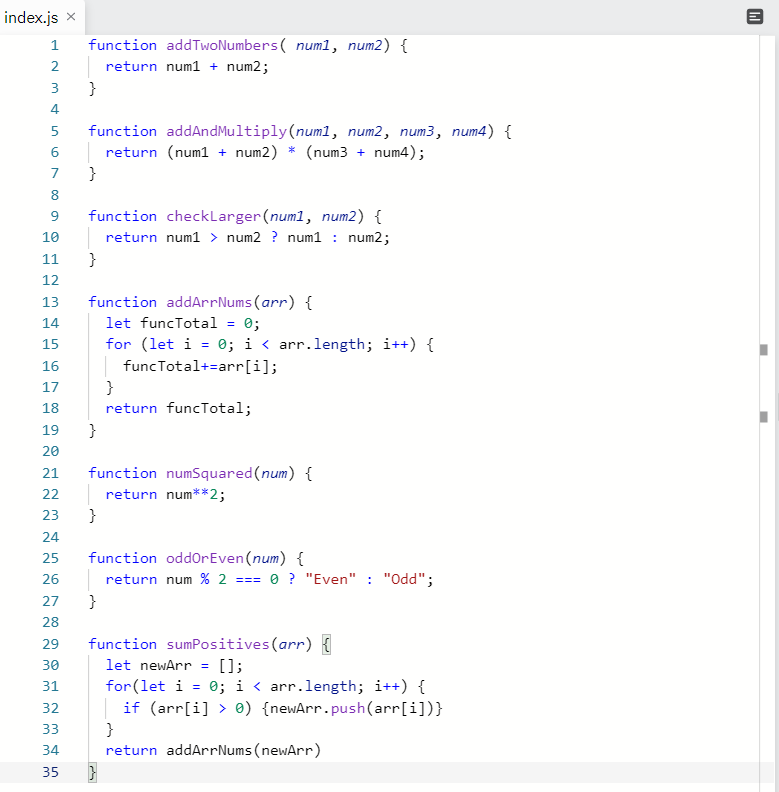 index.js ×
1 function addTwoNumbers( num1, num2) {
2   return num1 + num2;
3 }
4
5 function addAndMultiply(num1, num2, num3, num4) {
6   return (num1 + num2) * (num3 + num4);
7 }
8
9 function checkLarger(num1, num2) {
10   return num1 > num2 ? num1 : num2;
11 }
12
13 function addArrNums(arr) {
14   let funcTotal = 0;
15   for (let i = 0; i < arr.length; i++) {
16     funcTotal+=arr[i];
17   }
18   return funcTotal;
19 }
20
21 function numSquared(num) {
22   return num**2;
23 }
24
25 function oddOrEven(num) {
26   return num % 2 === 0 ? "Even" : "Odd";
27 }
28
29 function sumPositives(arr) {
30   let newArr = [];
31   for(let i = 0; i < arr.length; i++) {
32     if (arr[i] > 0) {newArr.push(arr[i])}
33   }
34   return addArrNums(newArr)
35 }